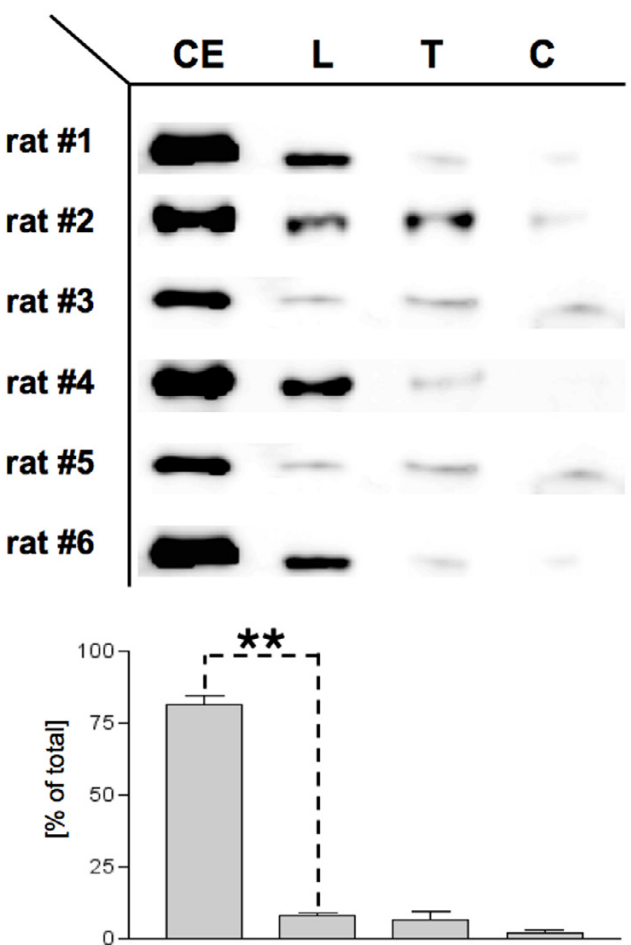 CE L T C
rat #1
rat #2
rat #3
rat #4
rat #5
rat #6
**
100
75
50
25
0
[% of total]